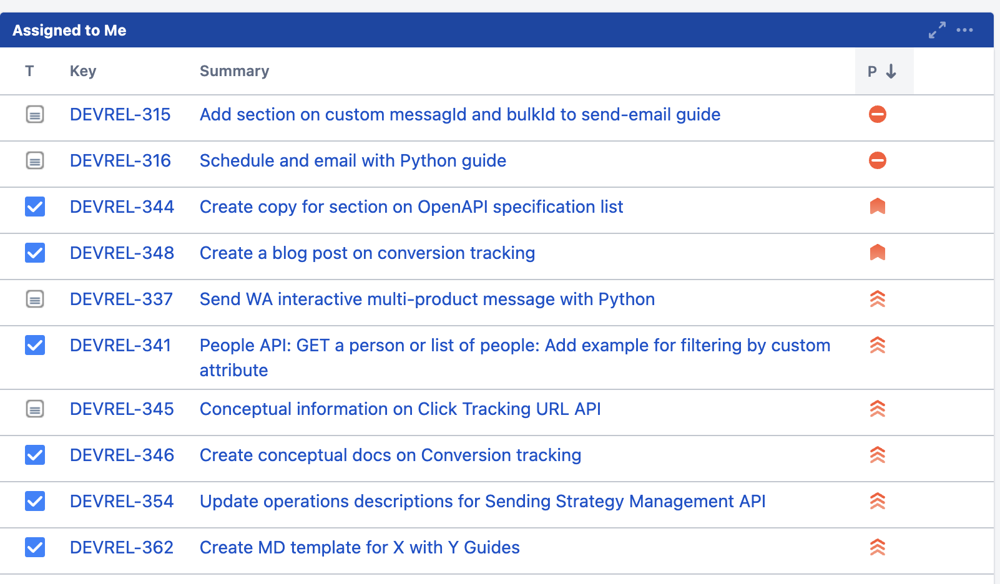 Assigned to Me
T Key Summary P
DEVREL-315 Add section on custom messagId and bulkId to send-email guide
DEVREL-316 Schedule and email with Python guide
DEVREL-344 Create copy for section on OpenAPI specification list
DEVREL-348 Create a blog post on conversion tracking
DEVREL-337 Send WA interactive multi-product message with Python
DEVREL-341 People API: GET a person or list of people: Add example for filtering by custom
attribute
DEVREL-345 Conceptual information on Click Tracking URL API
DEVREL-346 Create conceptual docs on Conversion tracking
DEVREL-354 Update operations descriptions for Sending Strategy Management API
DEVREL-362 Create MD template for X with Y Guides